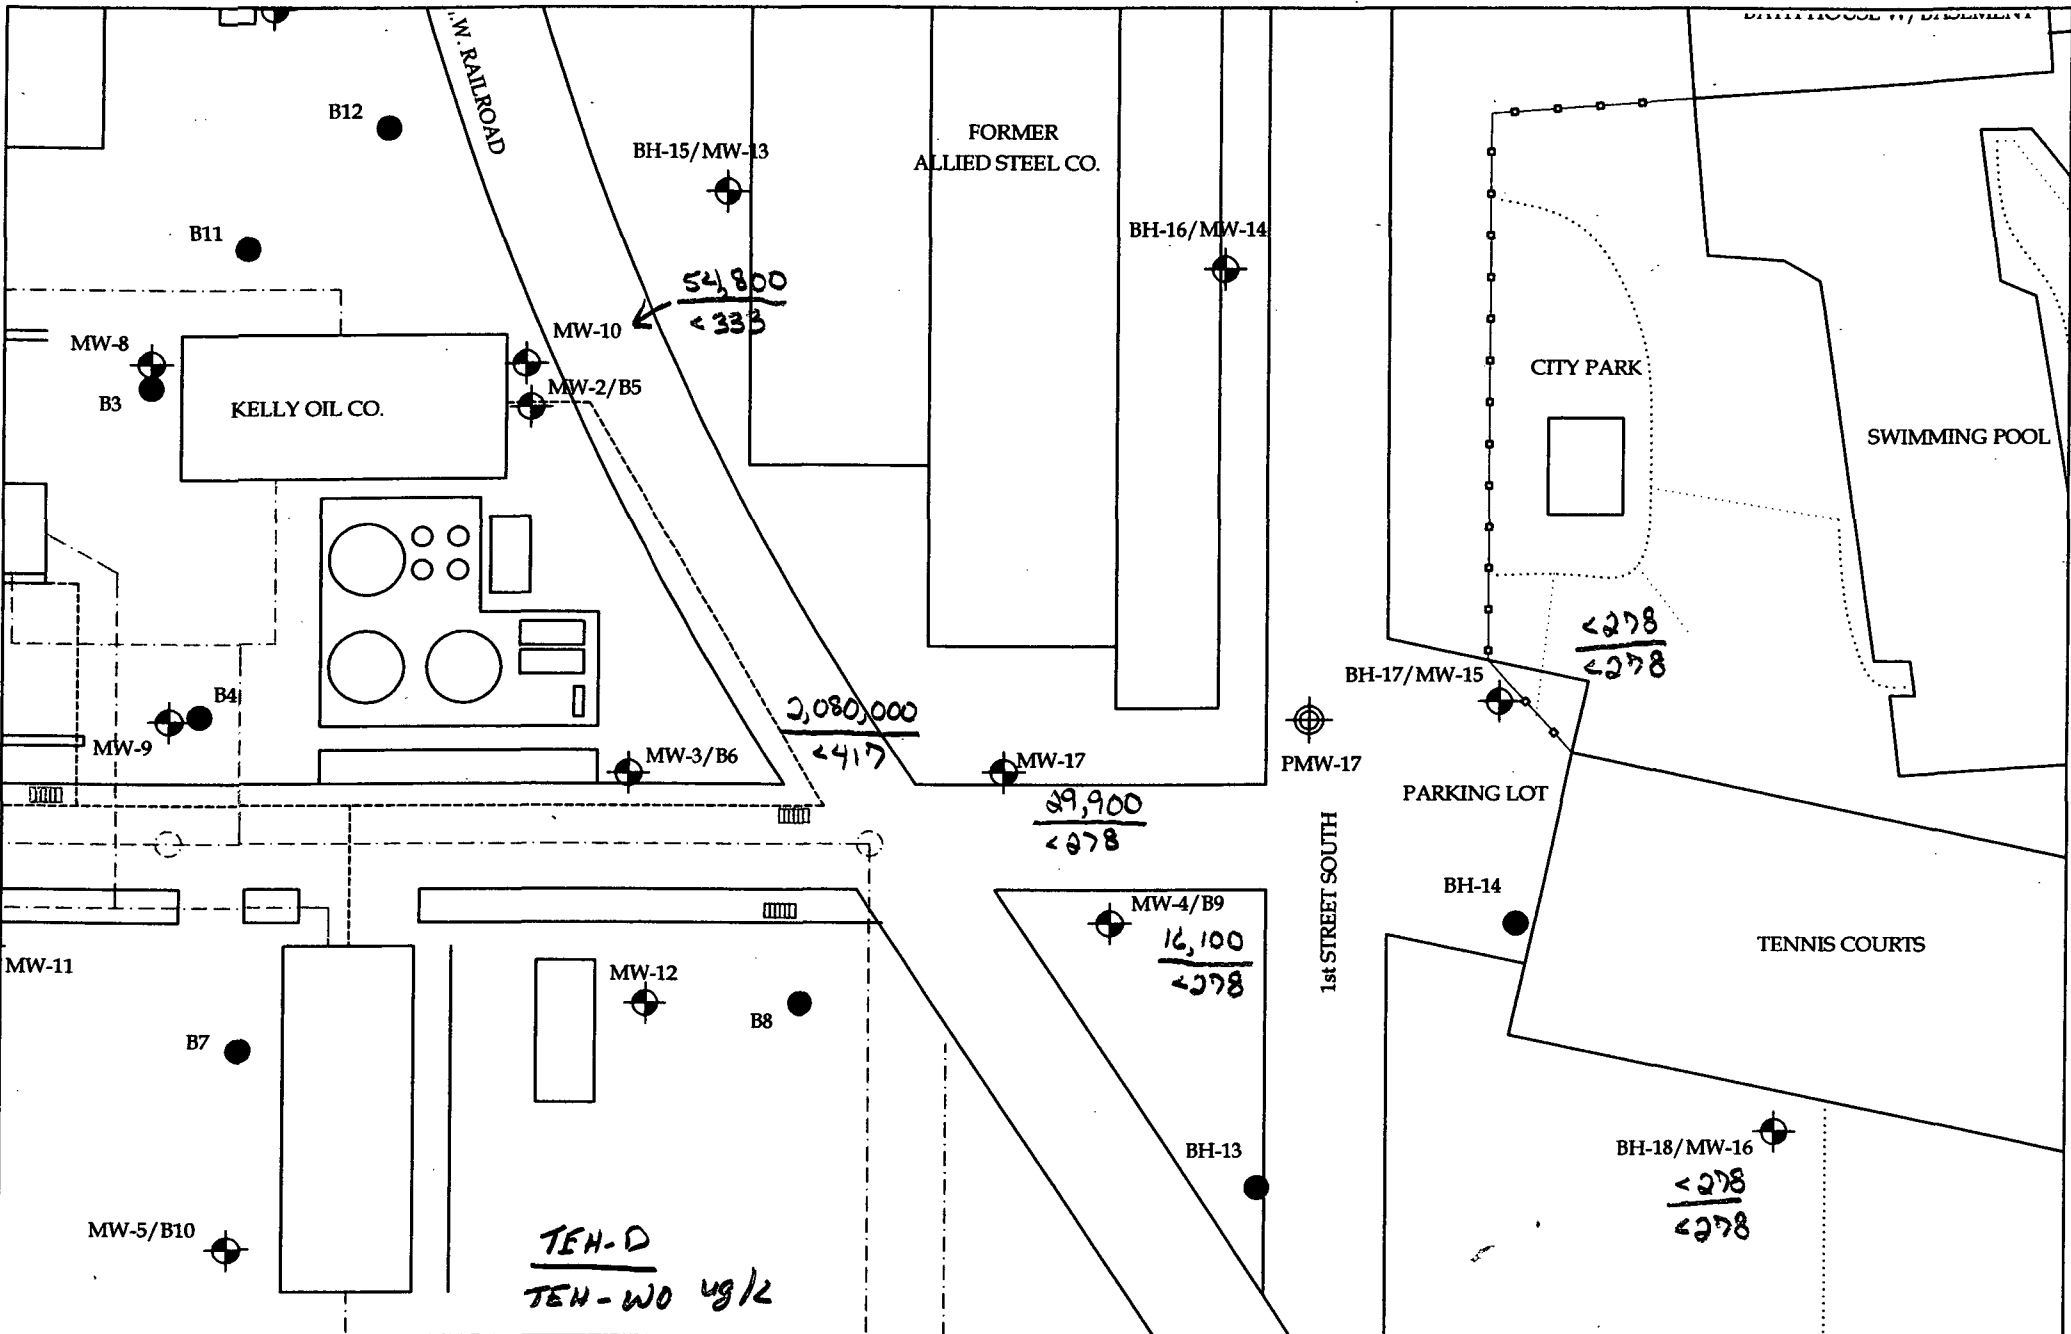 BATH HOUSE W/ BASEMENT
.W. RAILROAD
B12
BH-15/MW-13
FORMER
ALLIED STEEL CO.
B11
BH-16/MW-14
54,800
<333
MW-10
MW-8
B3
KELLY OIL CO.
MW-2/B5
CITY PARK
SWIMMING POOL
<278
<278
BH-17/MW-15
B4
MW-9
2,080,000
<417
MW-3/B6
MW-17
PMW-17
PARKING LOT
29,900
<278
1st STREET SOUTH
BH-14
MW-4/B9
16,100
<278
TENNIS COURTS
MW-11
MW-12
B8
B7
BH-13
BH-18/MW-16
<278
<278
MW-5/B10
TEH-D
TEH-WO ug/L